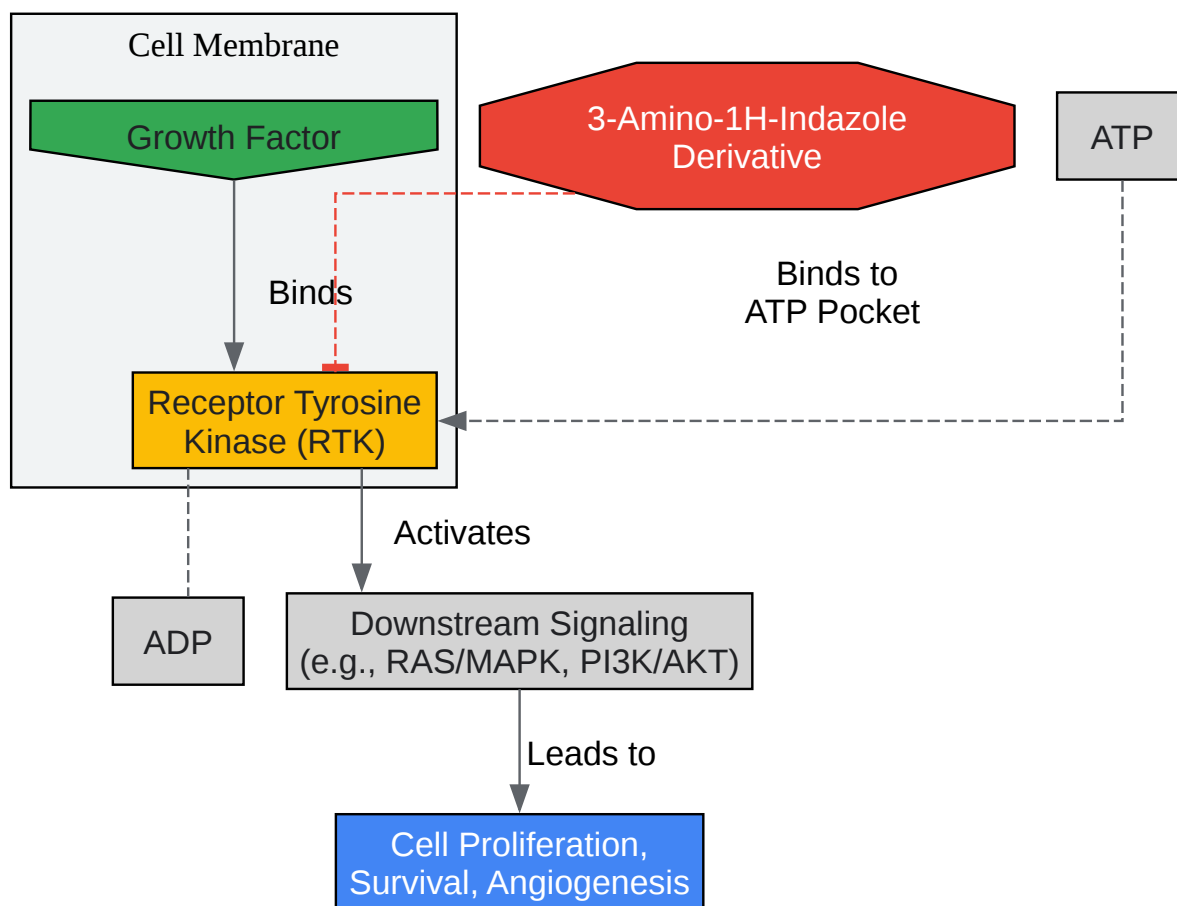 Cell Membrane
Growth Factor
3-Amino-1H-Indazole
Derivative
ATP
Binds
Binds to
ATP Pocket
Receptor Tyrosine
Kinase (RTK)
Activates
ADP
Downstream Signaling
(e.g., RAS/MAPK, PI3K/AKT)
Leads to
Cell Proliferation,
Survival, Angiogenesis